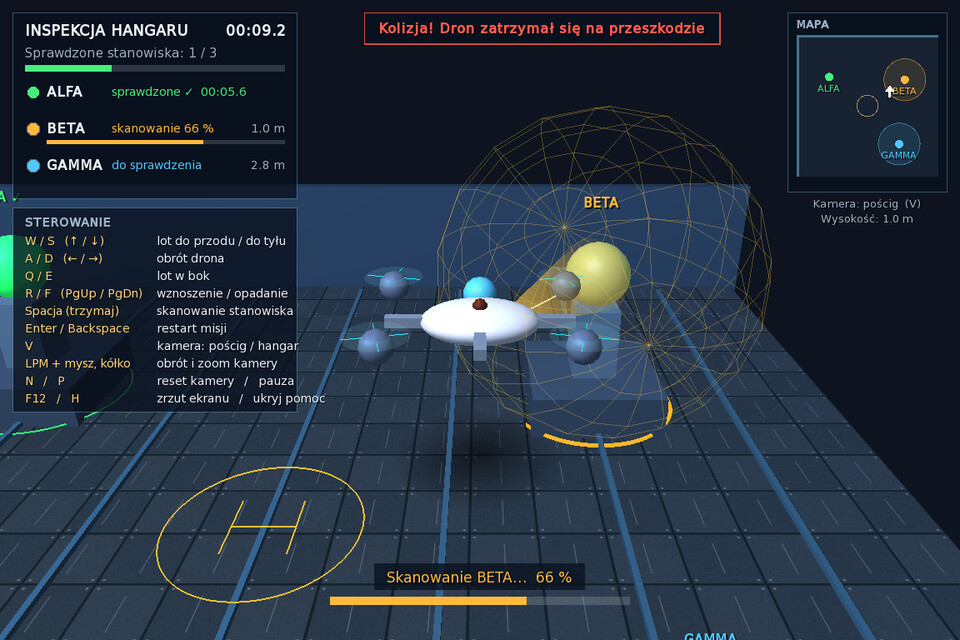 INSPEKCJA HANGARU 00:09.2
Sprawdzone stanowiska: 1 / 3
ALFA sprawdzone ✓ 00:05.6
BETA skanowanie 66 % 1.0 m
GAMMA do sprawdzenia 2.8 m
Kolizja! Dron zatrzymał się na przeszkodzie
MAPA
ALFA
BETA
GAMMA
Kamera: pościg (V)
Wysokość: 1.0 m
A ✓
STEROWANIE
W / S (↑ / ↓) lot do przodu / do tyłu
A / D (← / →) obrót drona
Q / E lot w bok
R / F (PgUp / PgDn) wznoszenie / opadanie
Spacja (trzymaj) skanowanie stanowiska
Enter / Backspace restart misji
V kamera: pościg / hangar
LPM + mysz, kółko obrót i zoom kamery
N / P reset kamery / pauza
F12 / H zrzut ekranu / ukryj pomoc
BETA
H
Skanowanie BETA... 66 %
GAMMA